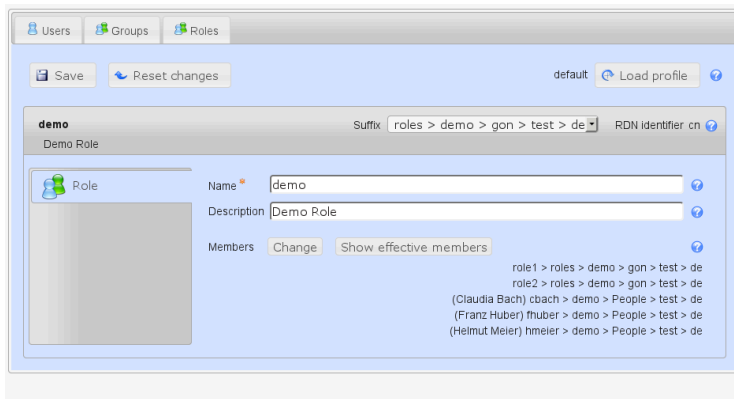 Users Groups Roles
Save Reset changes default Load profile
demo Suffix roles > demo > gon > test > de RDN identifier cn
Demo Role
Role Name * demo
Description Demo Role
Members Change Show effective members
role1 > roles > demo > gon > test > de
role2 > roles > demo > gon > test > de
(Claudia Bach) cbach > demo > People > test > de
(Franz Huber) fhuber > demo > People > test > de
(Helmut Meier) hmeier > demo > People > test > de